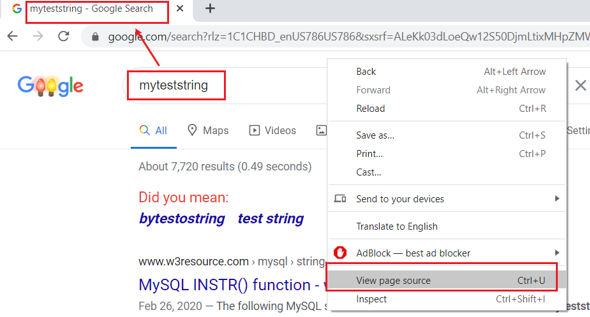 myteststring - Google Search
google.com/search?rlz=1C1CHBD_enUS786US786&sxsrf=ALeKk03dLoeQw12S50DjmLtixMHpZMW
Google
myteststring
All Maps Videos
Settin
About 7,720 results (0.49 seconds)
Did you mean:
bytestostring test string
www.w3resource.com › mysql › string
MySQL INSTR() function -
Feb 26, 2020 — The following MySQL s
Back Alt+Left Arrow
Forward Alt+Right Arrow
Reload Ctrl+R
Save as... Ctrl+S
Print... Ctrl+P
Cast...
Send to your devices
Translate to English
AdBlock — best ad blocker
View page source Ctrl+U
Inspect Ctrl+Shift+I